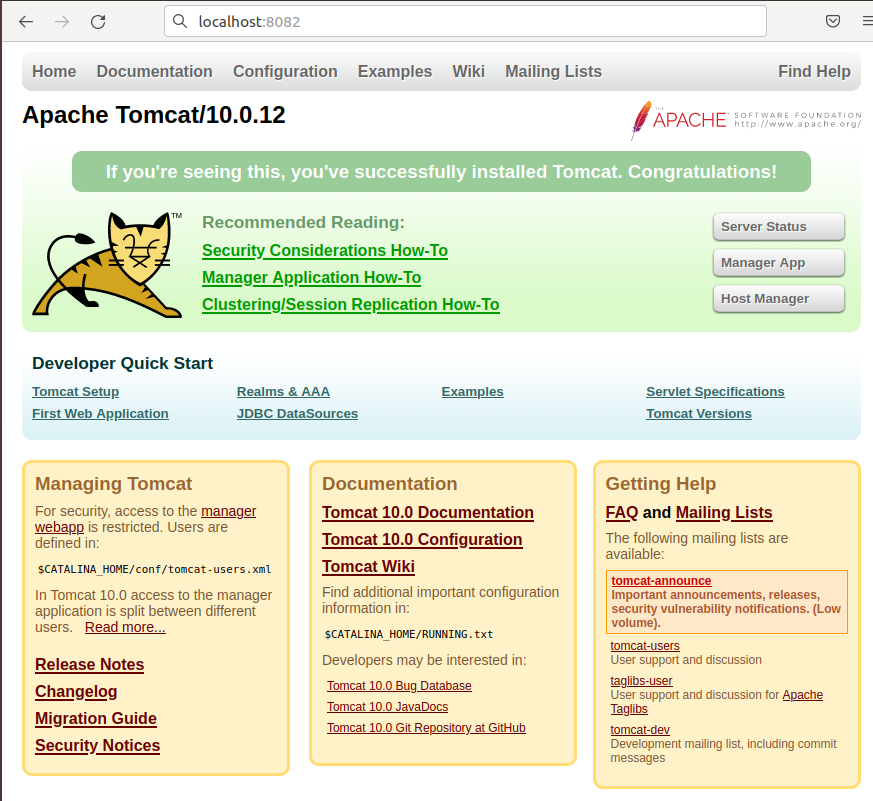 localhost:8082
Home Documentation Configuration Examples Wiki Mailing Lists Find Help
Apache Tomcat/10.0.12
THE
APACHE SOFTWARE FOUNDATION
http://www.apache.org/
If you're seeing this, you've successfully installed Tomcat. Congratulations!
TM
Recommended Reading:
Security Considerations How-To
Manager Application How-To
Clustering/Session Replication How-To
Server Status
Manager App
Host Manager
Developer Quick Start
Tomcat Setup
First Web Application
Realms & AAA
JDBC DataSources
Examples
Servlet Specifications
Tomcat Versions
Managing Tomcat
For security, access to the manager
webapp is restricted. Users are
defined in:
$CATALINA_HOME/conf/tomcat-users.xml
In Tomcat 10.0 access to the manager
application is split between different
users. Read more...
Release Notes
Changelog
Migration Guide
Security Notices
Documentation
Tomcat 10.0 Documentation
Tomcat 10.0 Configuration
Tomcat Wiki
Find additional important configuration
information in:
$CATALINA_HOME/RUNNING.txt
Developers may be interested in:
Tomcat 10.0 Bug Database
Tomcat 10.0 JavaDocs
Tomcat 10.0 Git Repository at GitHub
Getting Help
FAQ and Mailing Lists
The following mailing lists are
available:
tomcat-announce
Important announcements, releases,
security vulnerability notifications. (Low
volume).
tomcat-users
User support and discussion
taglibs-user
User support and discussion for Apache
Taglibs
tomcat-dev
Development mailing list, including commit
messages